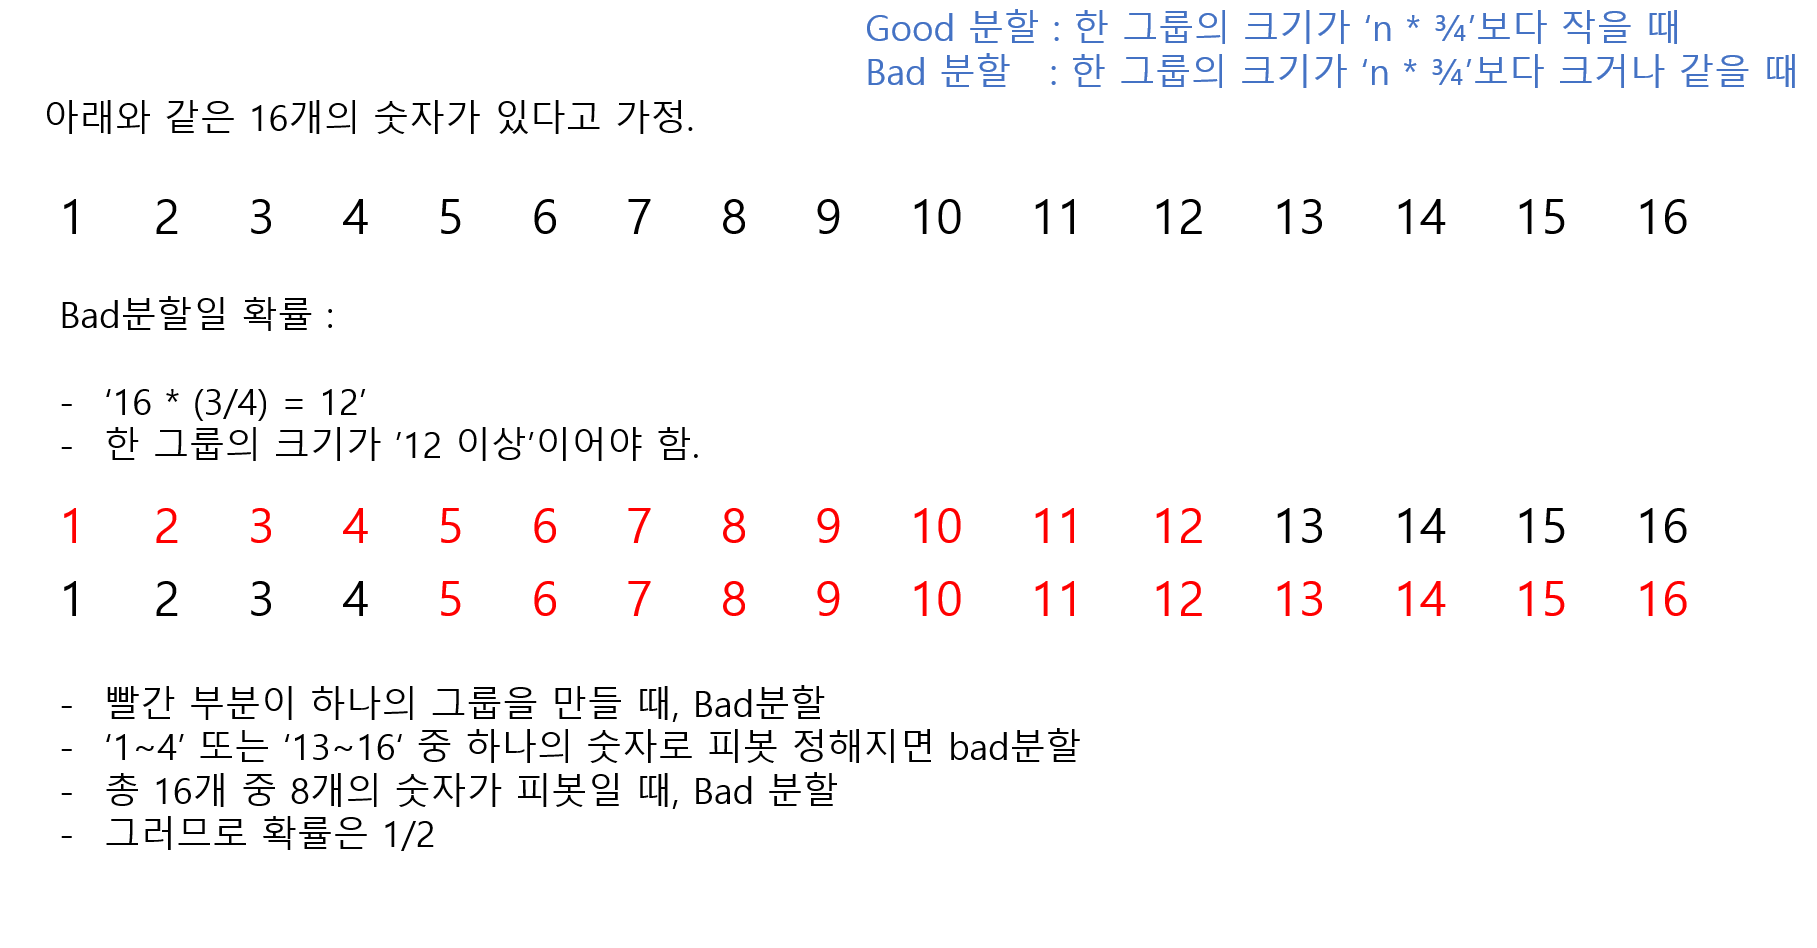 Good 분할 : 한 그룹의 크기가 ‘n * ¾’보다 작을 때
Bad 분할 : 한 그룹의 크기가 ‘n * ¾’보다 크거나 같을 때
아래와 같은 16개의 숫자가 있다고 가정.
1 2 3 4 5 6 7 8 9 10 11 12 13 14 15 16
Bad분할일 확률 :
- ‘16 * (3/4) = 12’
- 한 그룹의 크기가 ’12 이상’이어야 함.
1 2 3 4 5 6 7 8 9 10 11 12 13 14 15 16
1 2 3 4 5 6 7 8 9 10 11 12 13 14 15 16
- 빨간 부분이 하나의 그룹을 만들 때, Bad분할
- ‘1~4’ 또는 ‘13~16‘ 중 하나의 숫자로 피봇 정해지면 bad분할
- 총 16개 중 8개의 숫자가 피봇일 때, Bad 분할
- 그러므로 확률은 1/2